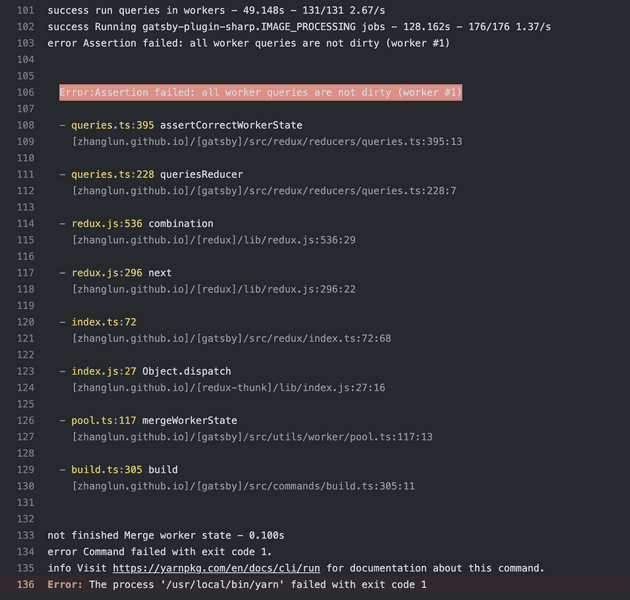 101 success run queries in workers - 49.148s - 131/131 2.67/s
102 success Running gatsby-plugin-sharp.IMAGE_PROCESSING jobs - 128.162s - 176/176 1.37/s
103 error Assertion failed: all worker queries are not dirty (worker #1)
104
105
106 Error:Assertion failed: all worker queries are not dirty (worker #1)
107
108 - queries.ts:395 assertCorrectWorkerState
109 [zhanglun.github.io]/[gatsby]/src/redux/reducers/queries.ts:395:13
110
111 - queries.ts:228 queriesReducer
112 [zhanglun.github.io]/[gatsby]/src/redux/reducers/queries.ts:228:7
113
114 - redux.js:536 combination
115 [zhanglun.github.io]/[redux]/lib/redux.js:536:29
116
117 - redux.js:296 next
118 [zhanglun.github.io]/[redux]/lib/redux.js:296:22
119
120 - index.ts:72
121 [zhanglun.github.io]/[gatsby]/src/redux/index.ts:72:68
122
123 - index.js:27 Object.dispatch
124 [zhanglun.github.io]/[redux-thunk]/lib/index.js:27:16
125
126 - pool.ts:117 mergeWorkerState
127 [zhanglun.github.io]/[gatsby]/src/utils/worker/pool.ts:117:13
128
129 - build.ts:305 build
130 [zhanglun.github.io]/[gatsby]/src/commands/build.ts:305:11
131
132
133 not finished Merge worker state - 0.100s
134 error Command failed with exit code 1.
135 info Visit https://yarnpkg.com/en/docs/cli/run for documentation about this command.
136 Error: The process '/usr/local/bin/yarn' failed with exit code 1